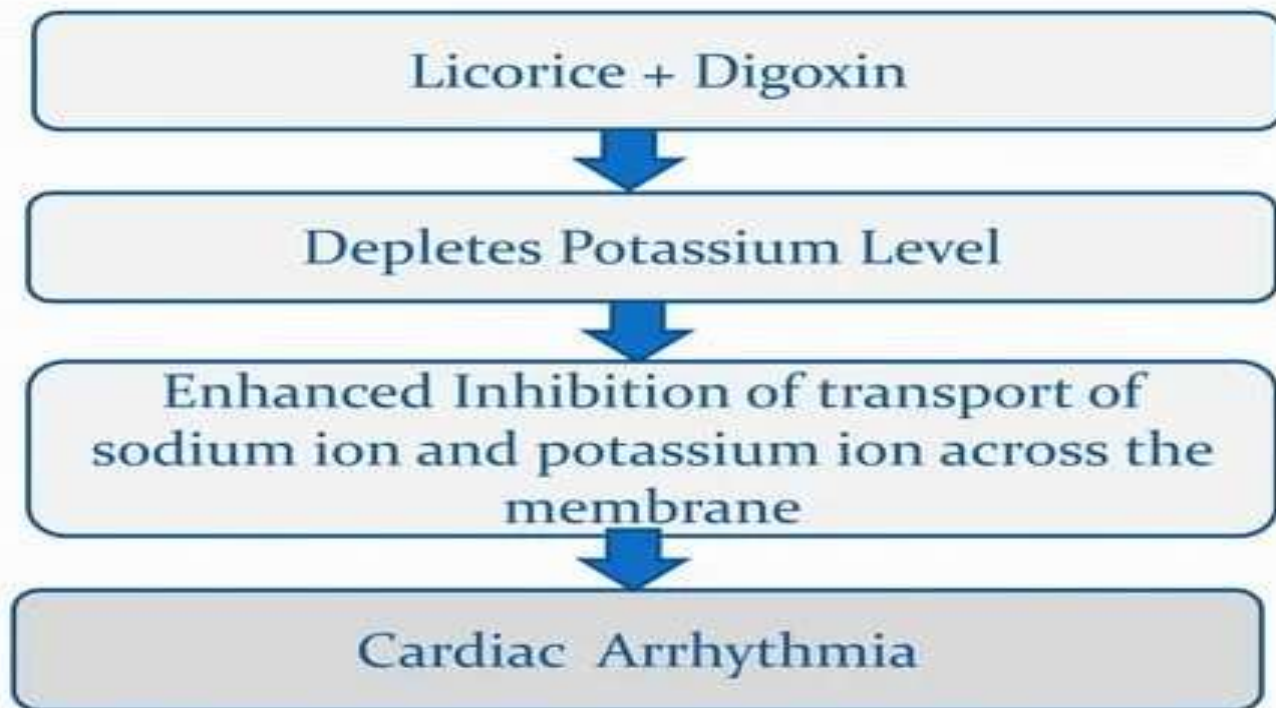 Licorice + Digoxin
Depletes Potassium Level
Enhanced Inhibition of transport of
sodium ion and potassium ion across the
membrane
Cardiac Arrhythmia